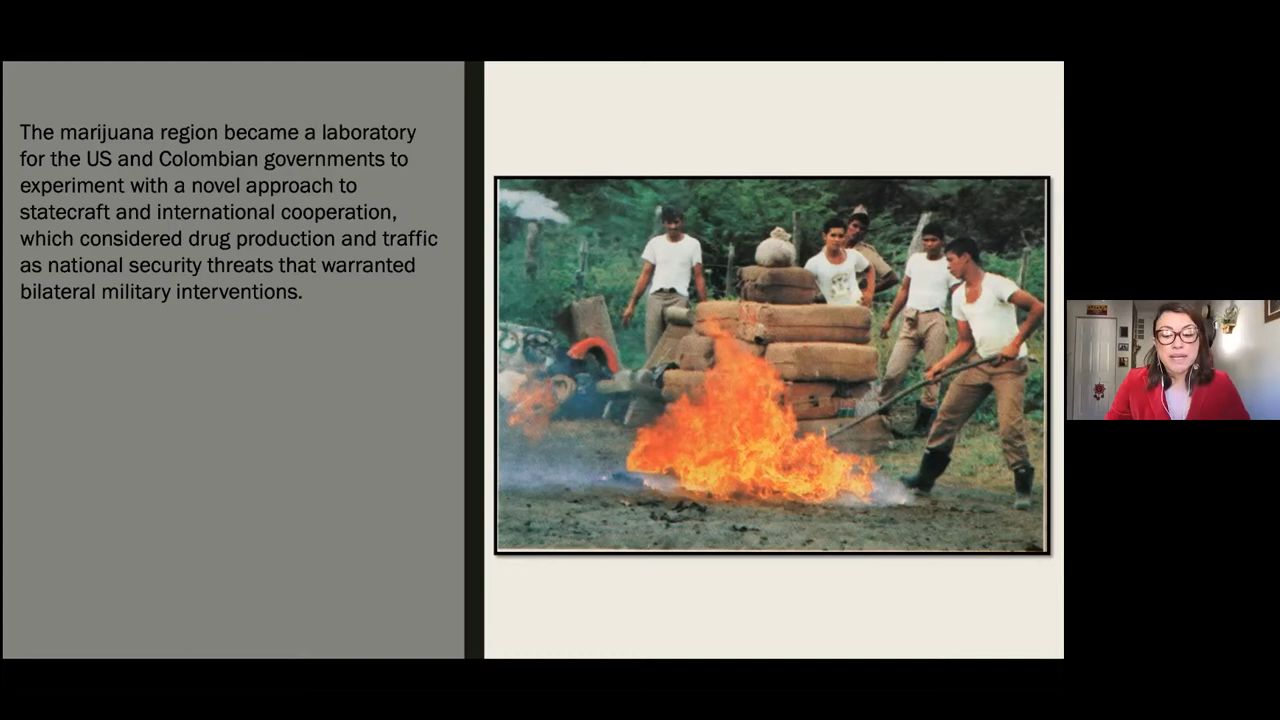 The marijuana region became a laboratory
for the US and Colombian governments to
experiment with a novel approach to
statecraft and international cooperation,
which considered drug production and traffic
as national security threats that warranted
bilateral military interventions.